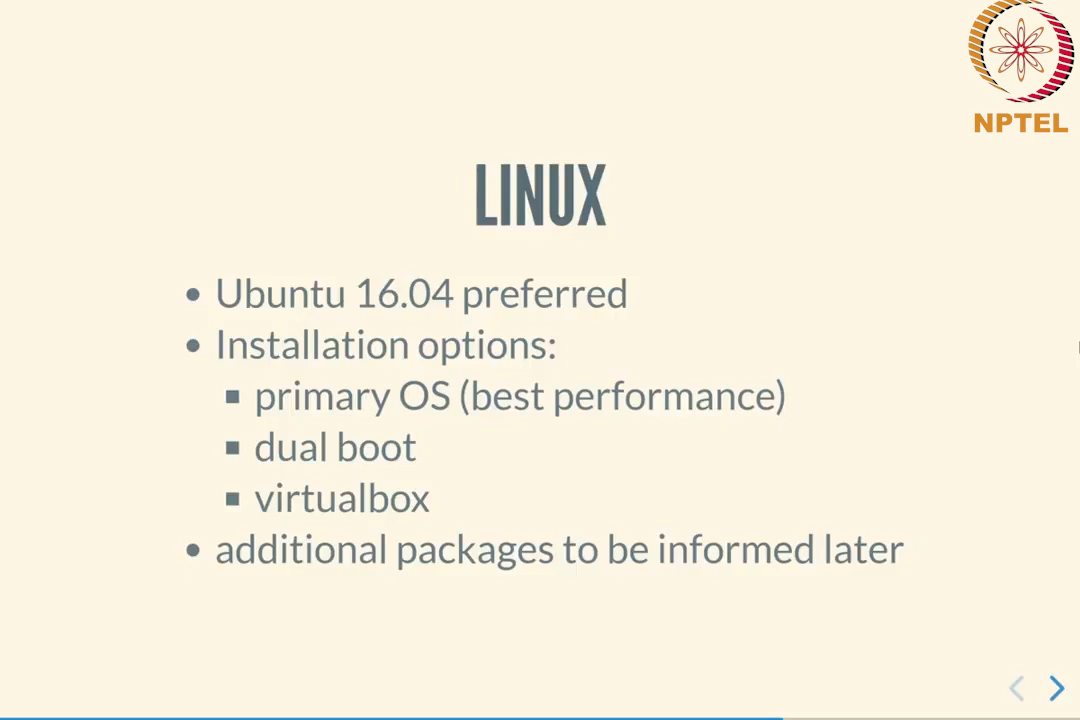 NPTEL
LINUX
• Ubuntu 16.04 preferred
• Installation options:
▪ primary OS (best performance)
▪ dual boot
▪ virtualbox
• additional packages to be informed later